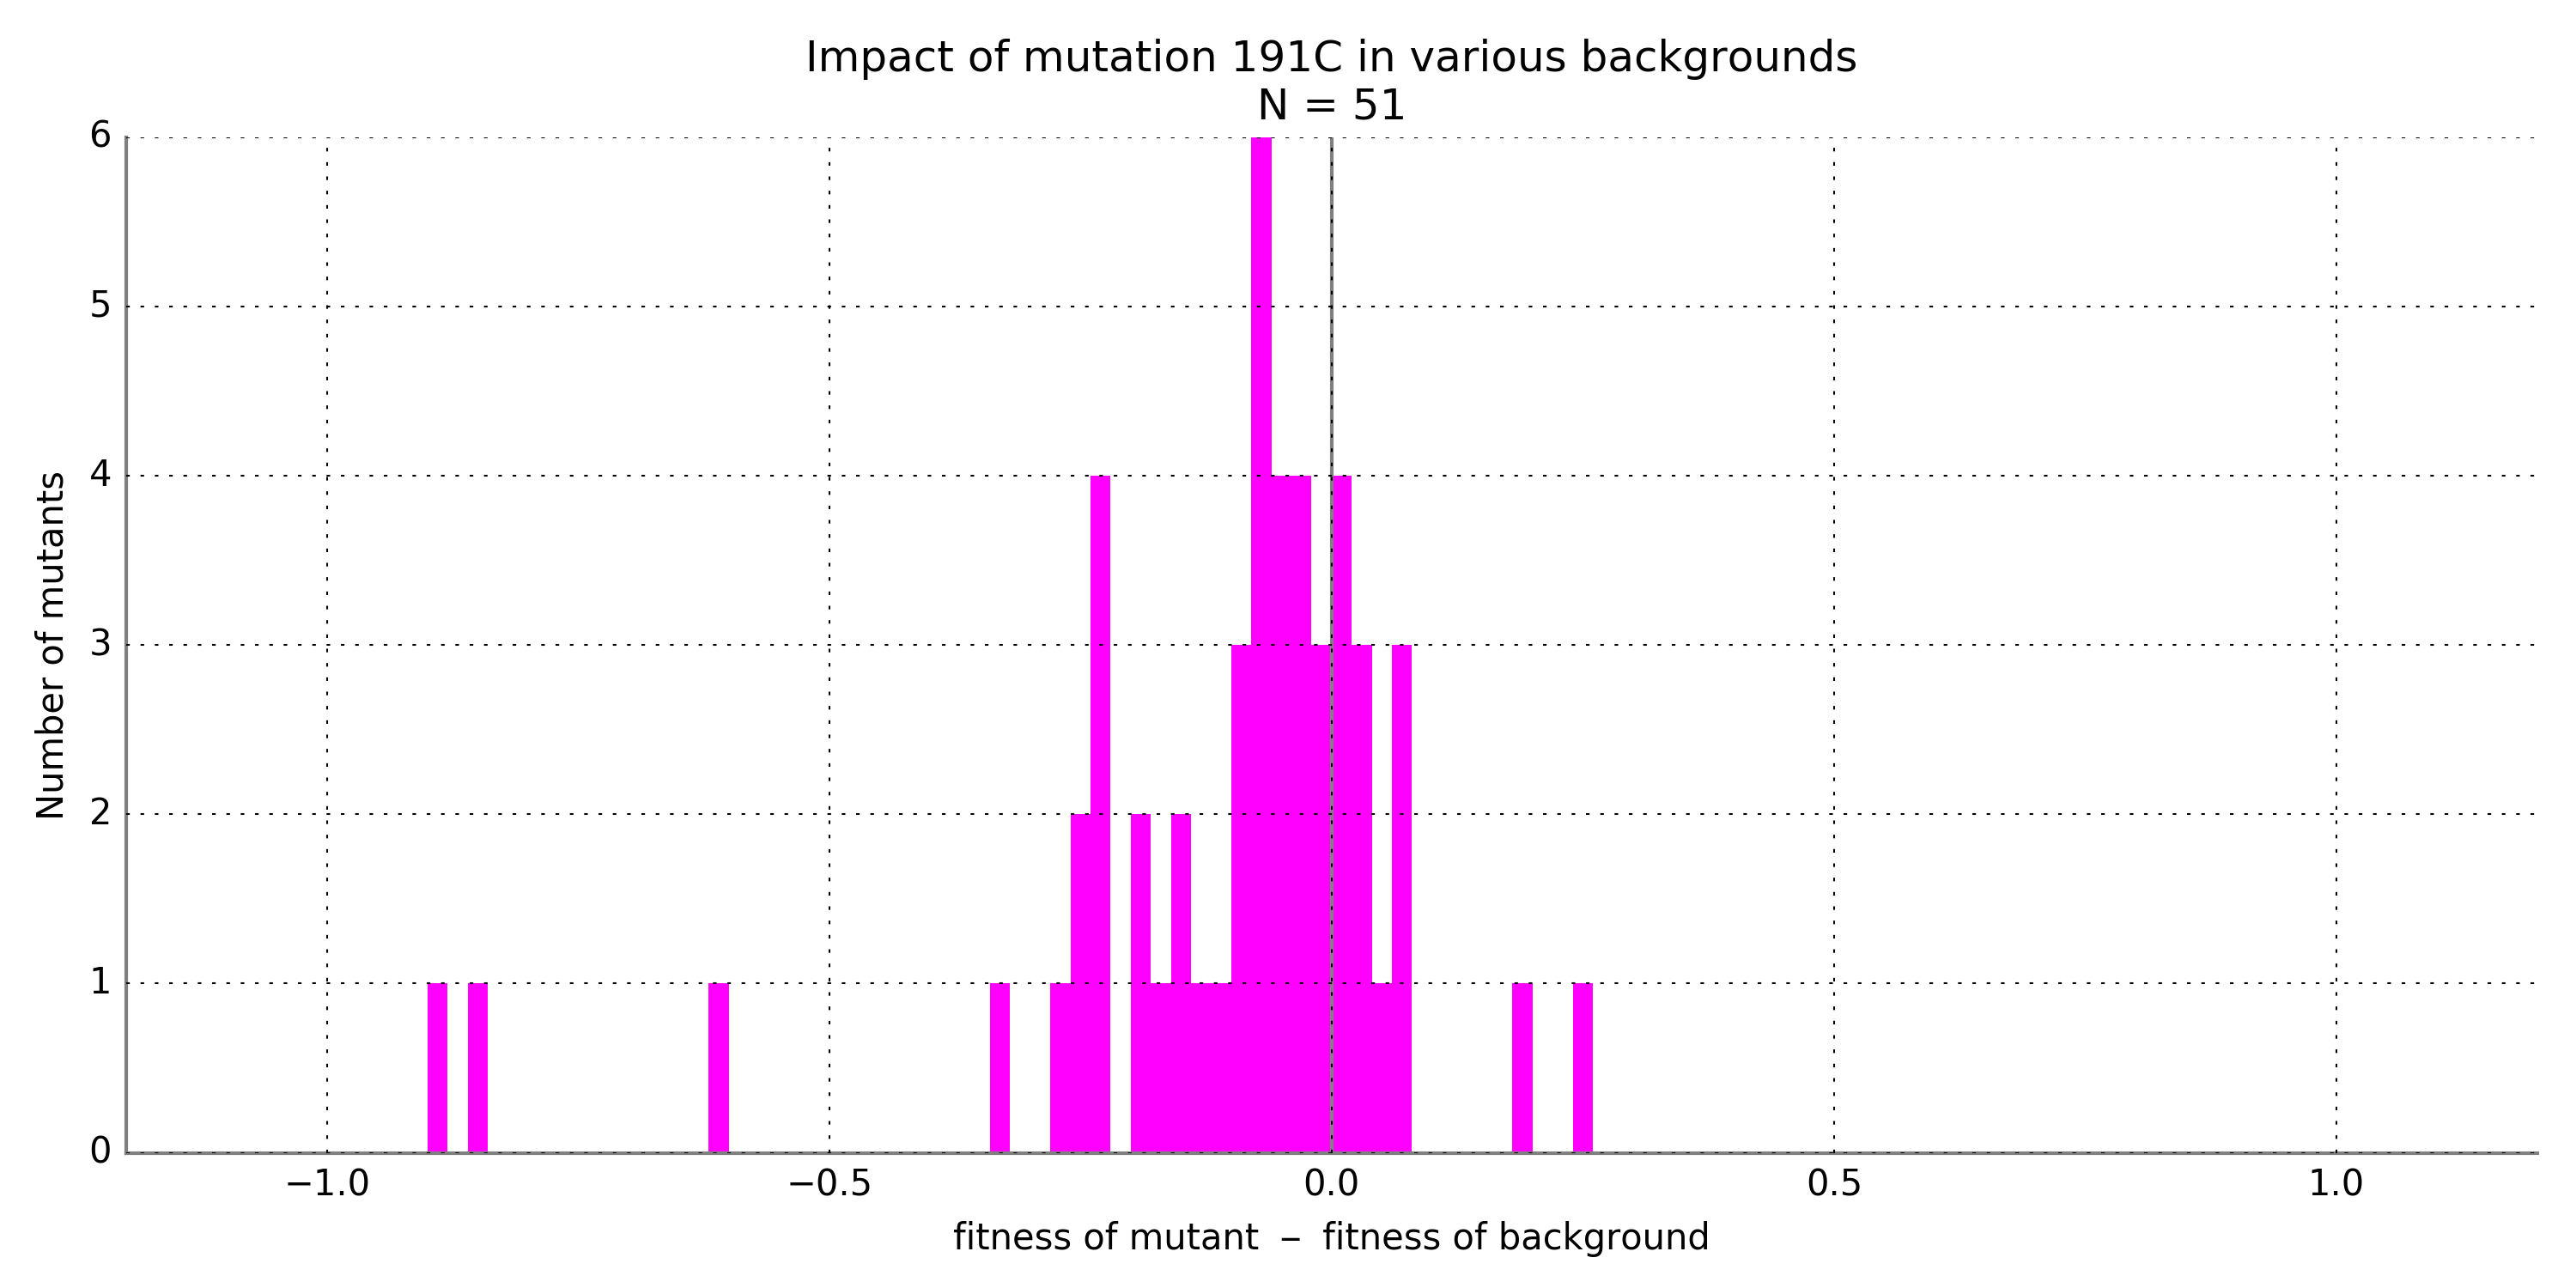 Impact of mutation 191C in various backgrounds
N = 51
6
5
4
3
2
1
0
Number of mutants
−1.0 −0.5 0.0 0.5 1.0
fitness of mutant – fitness of background